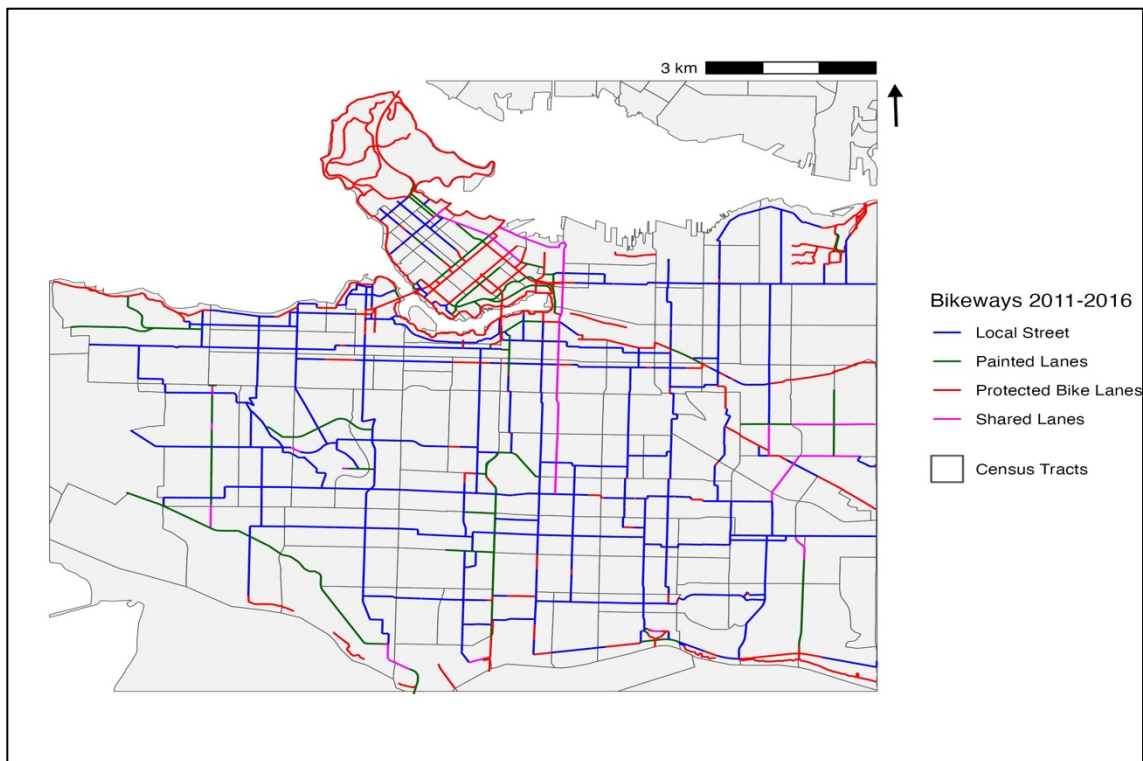 3 km
Bikeways 2011-2016
Local Street
Painted Lanes
Protected Bike Lanes
Shared Lanes
Census Tracts